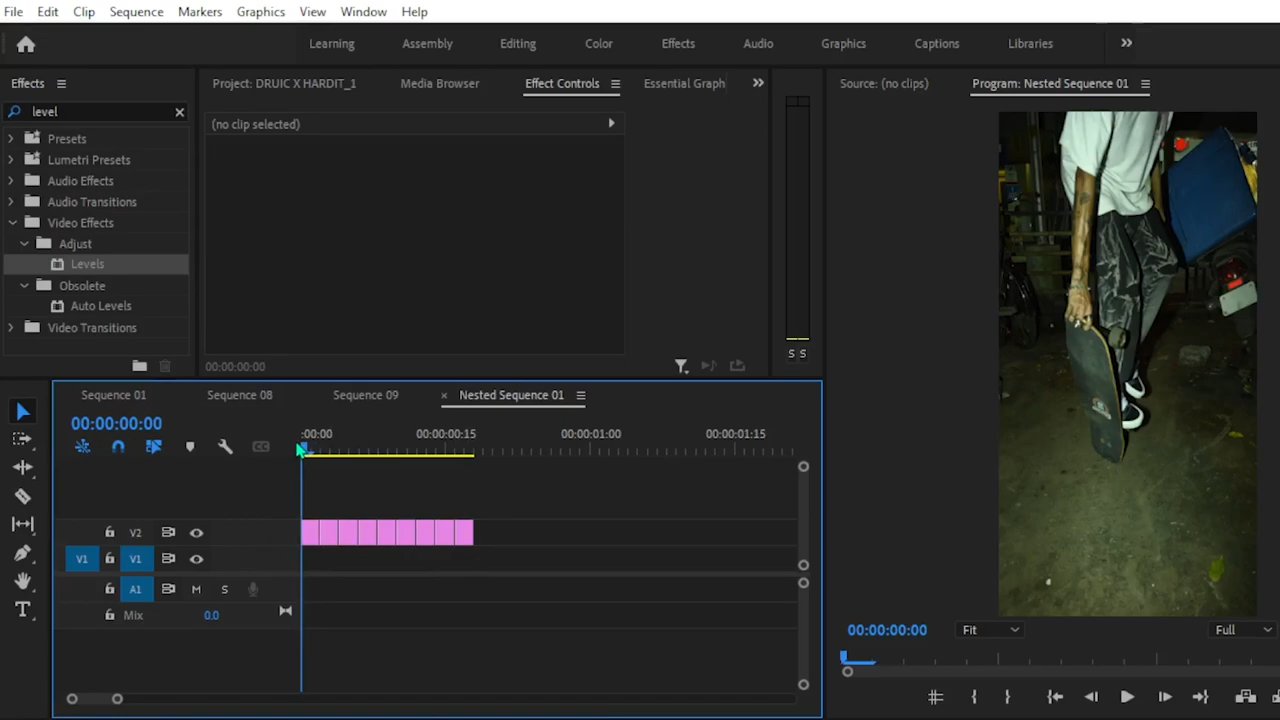 File Edit Clip Sequence Markers Graphics View Window Help
Learning Assembly Editing Color Effects Audio Graphics Captions Libraries
Effects
level
Presets
Lumetri Presets
Audio Effects
Audio Transitions
Video Effects
Adjust
Levels
Obsolete
Auto Levels
Video Transitions
Project: DRUIC X HARDIT_1 Media Browser Effect Controls Essential Graph
(no clip selected)
00:00:00:00
S S
Source: (no clips) Program: Nested Sequence 01
00:00:00:00 Fit Full
Sequence 01 Sequence 08 Sequence 09 × Nested Sequence 01
00:00:00:00
:00:00 00:00:00:15 00:00:01:00 00:00:01:15
V2
V1 V1
A1 M S
Mix 0.0